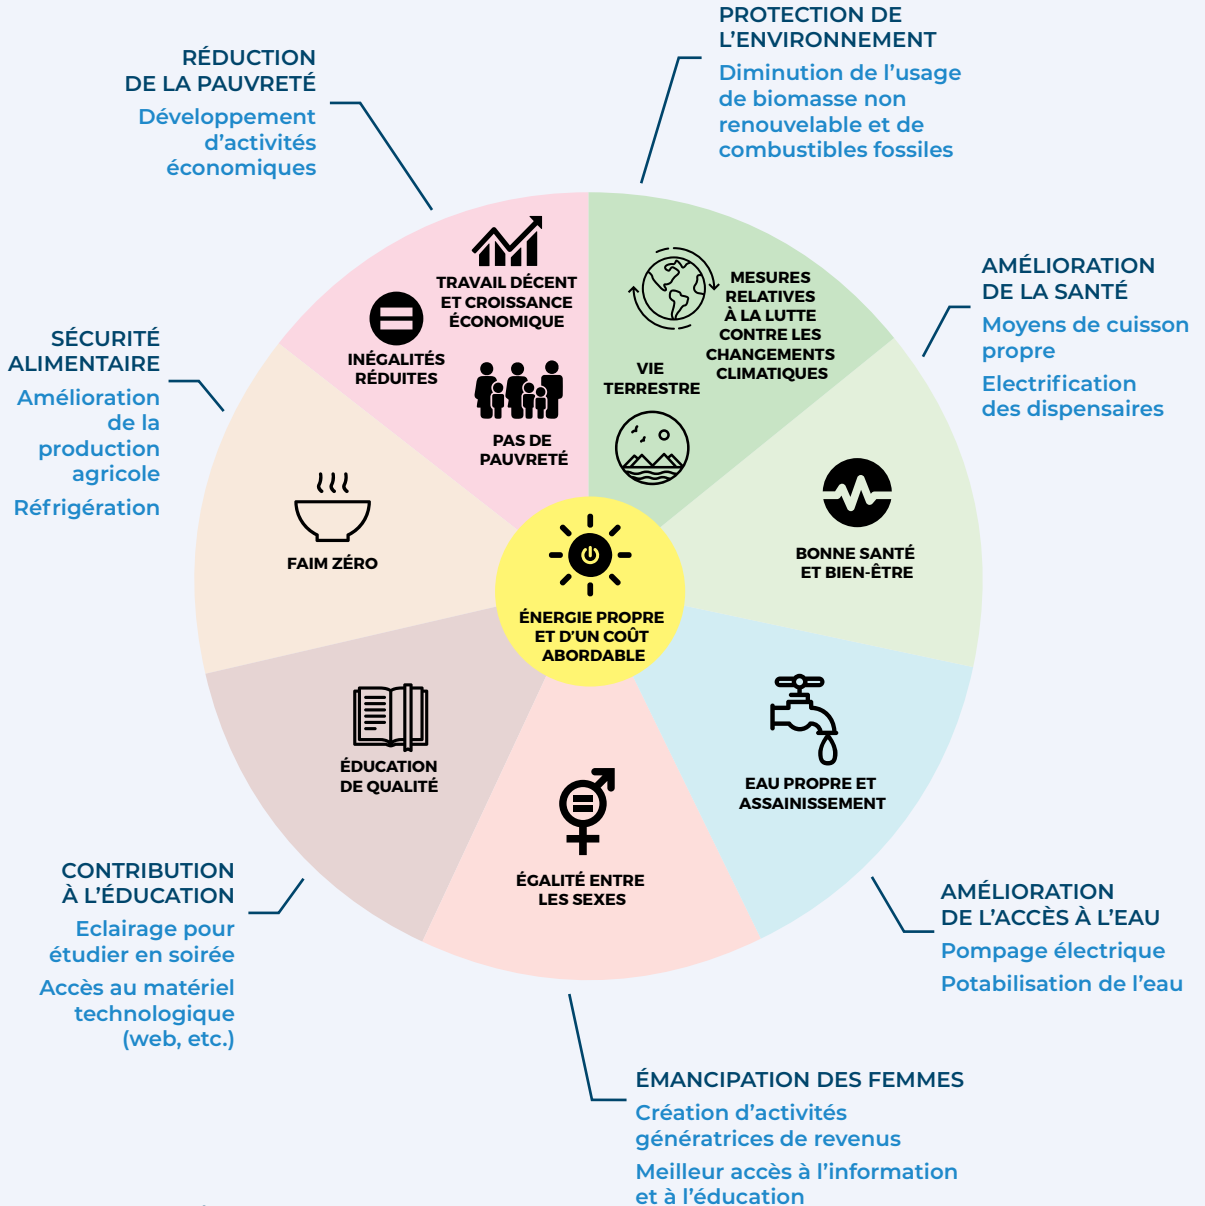 PROTECTION DE
L'ENVIRONNEMENT
Diminution de l'usage
de biomasse non
renouvelable et de
combustibles fossiles
RÉDUCTION
DE LA PAUVRETÉ
Développement
d'activités
économiques
AMÉLIORATION
DE LA SANTÉ
Moyens de cuisson
propre
Electrification
des dispensaires
SÉCURITÉ
ALIMENTAIRE
Amélioration
de la
production
agricole
Réfrigération
TRAVAIL DÉCENT
ET CROISSANCE
ÉCONOMIQUE
INÉGALITÉS
RÉDUITES
PAS DE
PAUVRETÉ
MESURES
RELATIVES
À LA LUTTE
CONTRE LES
CHANGEMENTS
CLIMATIQUES
VIE
TERRESTRE
FAIM ZÉRO
BONNE SANTÉ
ET BIEN-ÊTRE
ÉNERGIE PROPRE
ET D'UN COÛT
ABORDABLE
ÉDUCATION
DE QUALITÉ
EAU PROPRE ET
ASSAINISSEMENT
ÉGALITÉ ENTRE
LES SEXES
CONTRIBUTION
À L'ÉDUCATION
Eclairage pour
étudier en soirée
Accès au matériel
technologique
(web, etc.)
AMÉLIORATION
DE L'ACCÈS À L'EAU
Pompage électrique
Potabilisation de l'eau
ÉMANCIPATION DES FEMMES
Création d'activités
génératrices de revenus
Meilleur accès à l'information
et à l'éducation